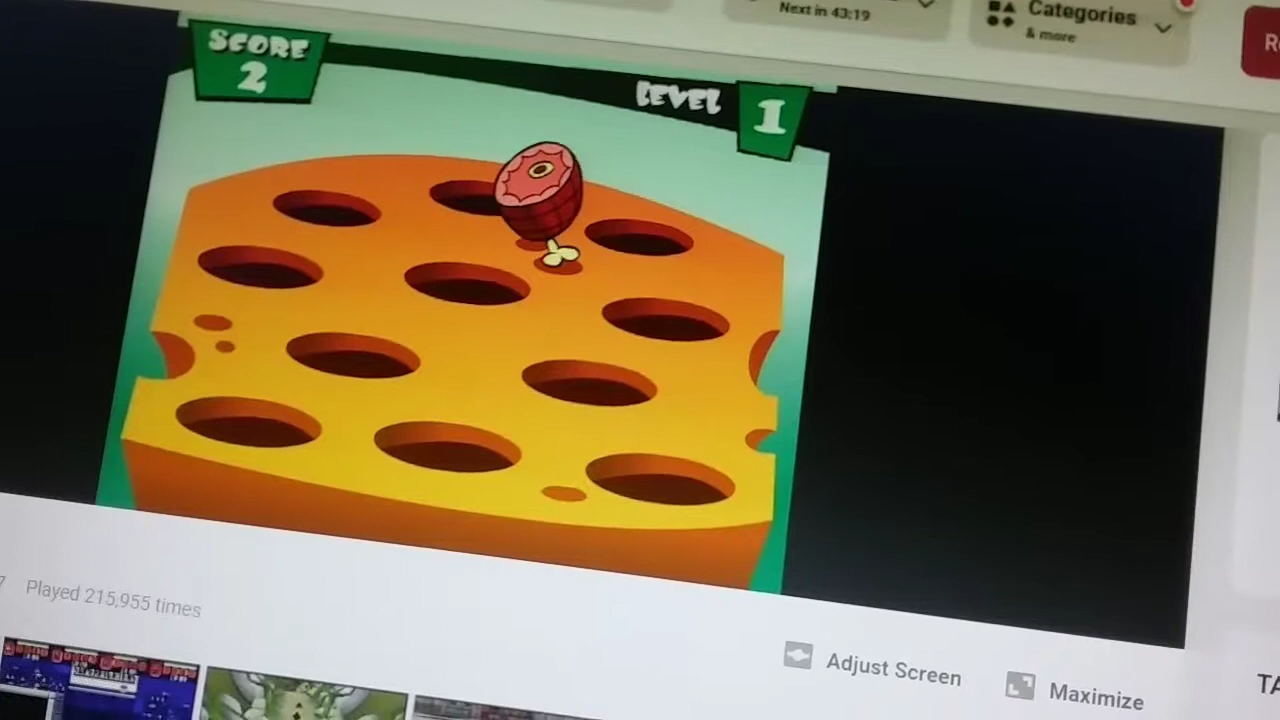 Next in 43:19
Categories
& more
SCORE
2
LEVEL
1
Played 215,955 times
Adjust Screen
Maximize